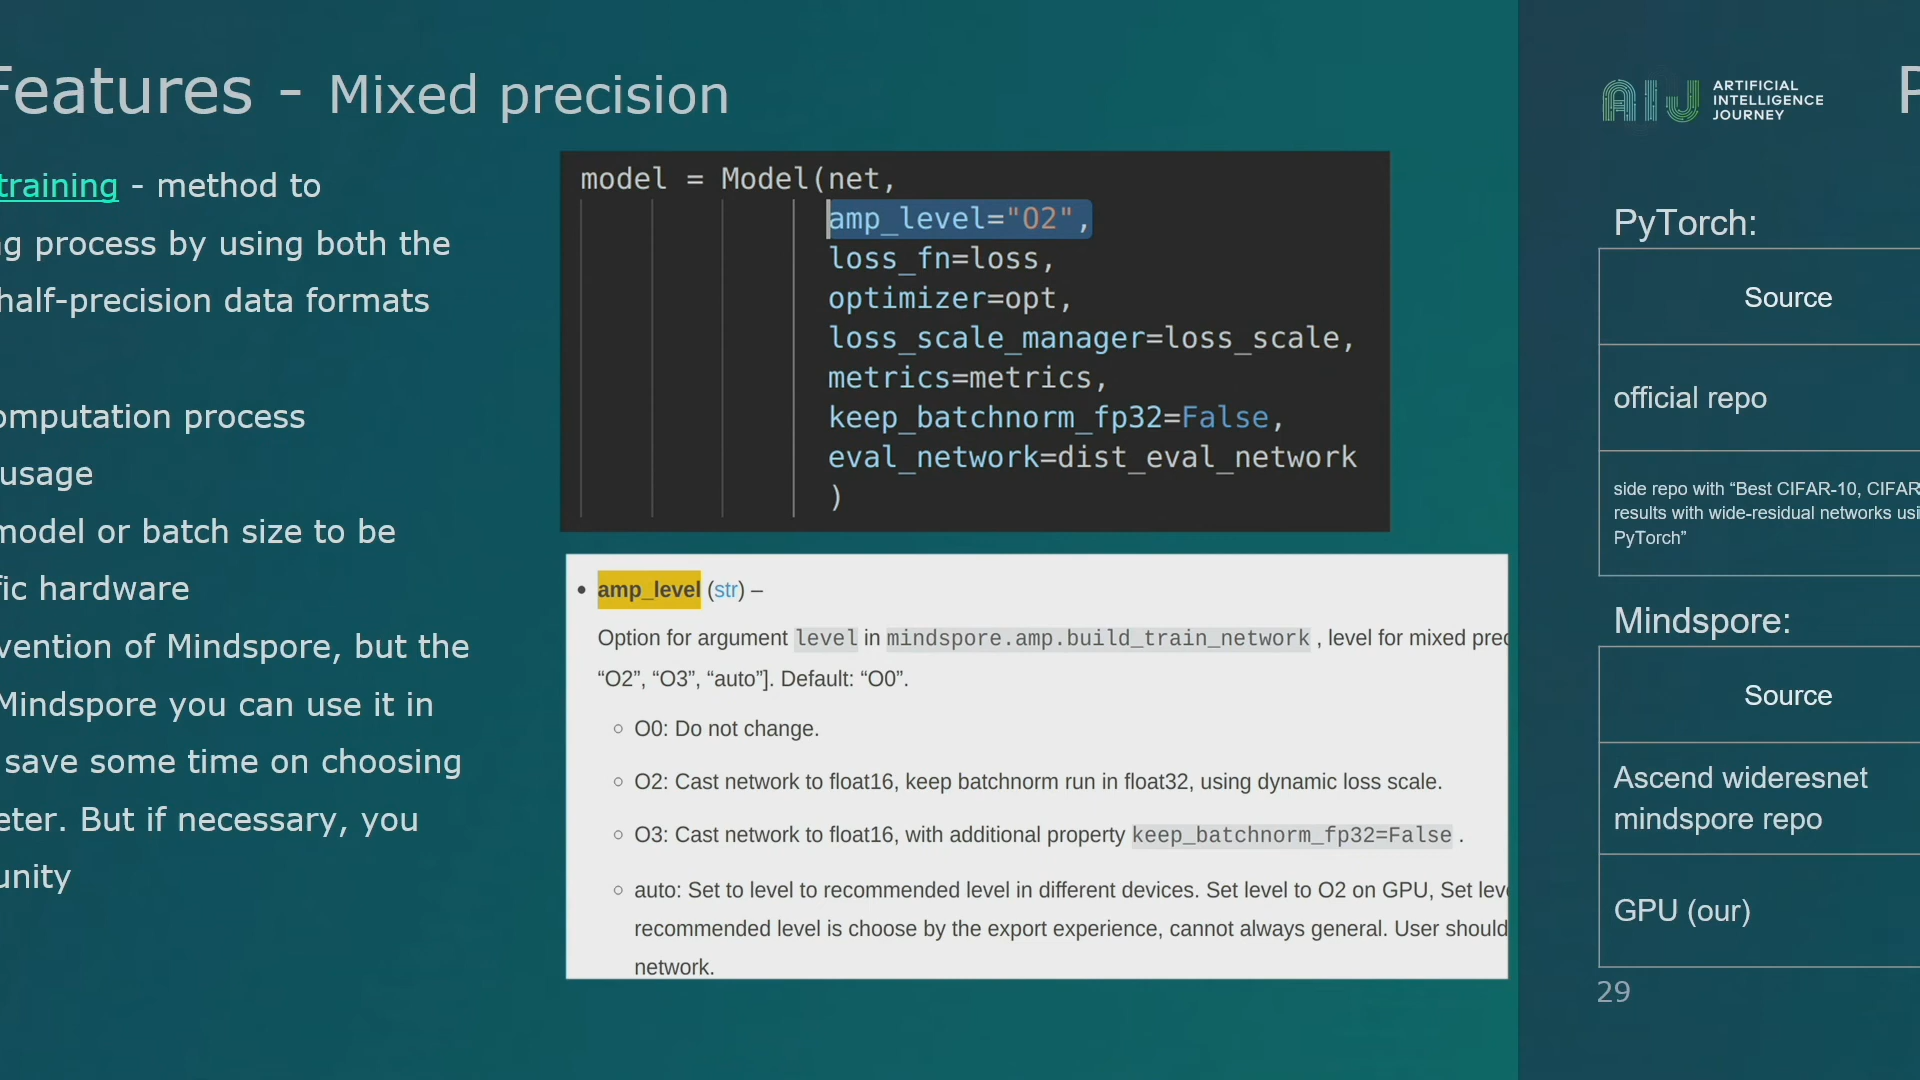 Features - Mixed precision
training - method to
ng process by using both the
half-precision data formats
omputation process
usage
model or batch size to be
fic hardware
vention of Mindspore, but the
Mindspore you can use it in
save some time on choosing
eter. But if necessary, you
unity
model = Model(net,
amp_level="O2",
loss_fn=loss,
optimizer=opt,
loss_scale_manager=loss_scale,
metrics=metrics,
keep_batchnorm_fp32=False,
eval_network=dist_eval_network
)
• amp_level (str) –
Option for argument level in mindspore.amp.build_train_network , level for mixed prec
“O2”, “O3”, “auto”]. Default: “O0”.
○ O0: Do not change.
○ O2: Cast network to float16, keep batchnorm run in float32, using dynamic loss scale.
○ O3: Cast network to float16, with additional property keep_batchnorm_fp32=False .
○ auto: Set to level to recommended level in different devices. Set level to O2 on GPU, Set leve
recommended level is choose by the export experience, cannot always general. User should
network.
AIJ ARTIFICIAL
INTELLIGENCE
JOURNEY
P
PyTorch:
Source
official repo
side repo with “Best CIFAR-10, CIFAR
results with wide-residual networks usi
PyTorch”
Mindspore:
Source
Ascend wideresnet
mindspore repo
GPU (our)
29